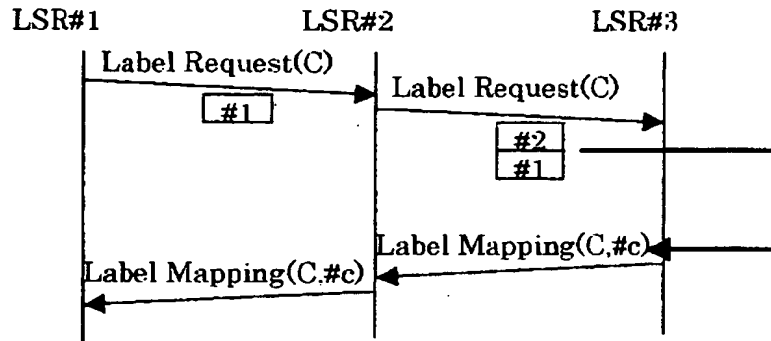 LSR#1 LSR#2 LSR#3
Label Request(C)
Label Request(C)
#1
#2
#1
Label Mapping(C,#c)
Label Mapping(C,#c)